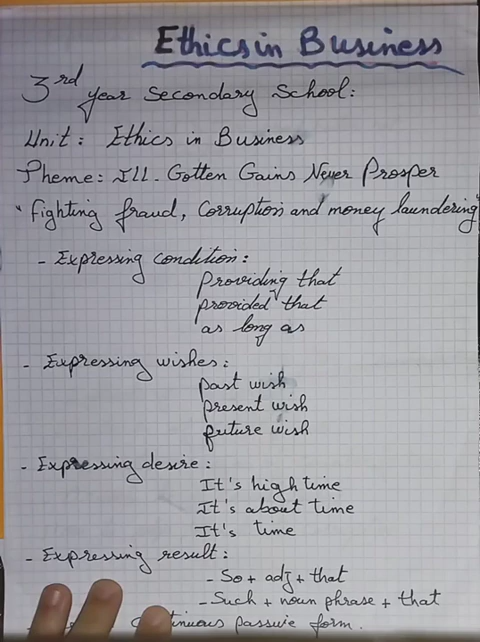 Ethics in Business
3rd year Secondary School:
Unit: Ethics in Business
Theme: Ill-Gotten Gains Never Prosper
"Fighting fraud, Corruption and money laundering"
- Expressing condition:
Providing that
provided that
as long as
- Expressing wishes:
past wish
present wish
future wish
- Expressing desire:
It's high time
It's about time
It's time
- Expressing result:
- So + adj + that
- Such + noun phrase + that
continuous passive form.